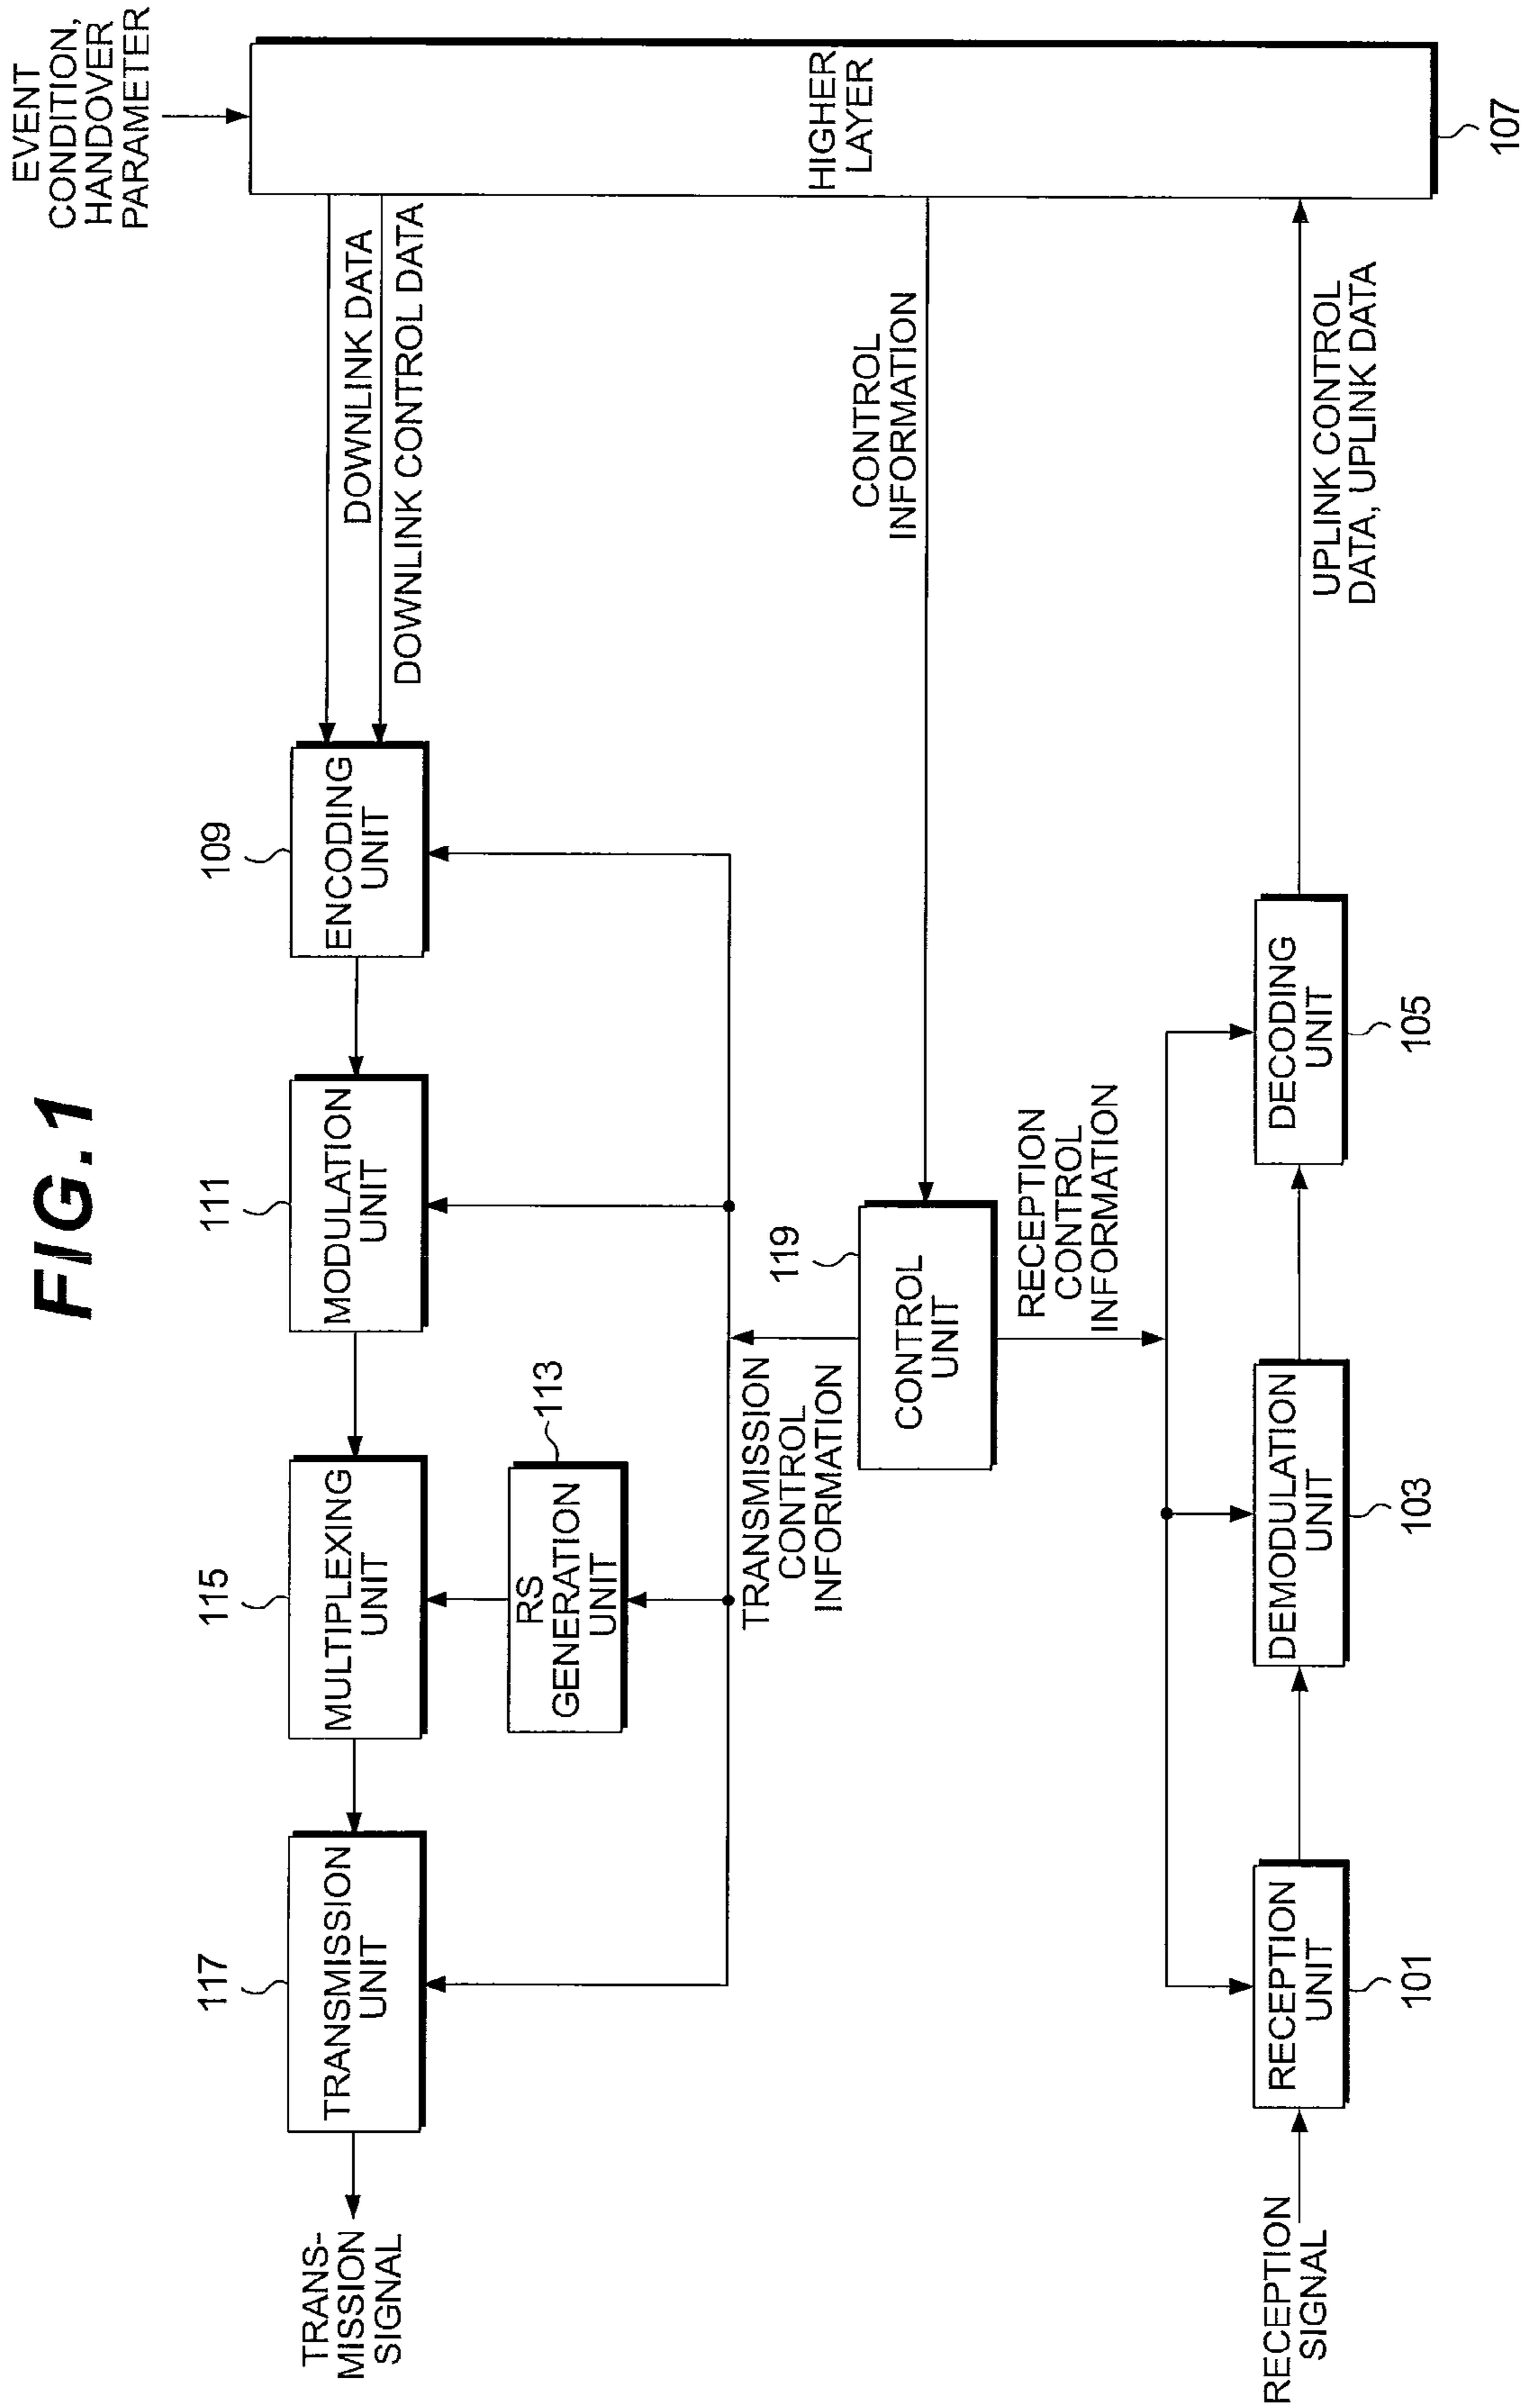 FIG.1
EVENT
CONDITION,
HANDOVER
PARAMETER
117
TRANSMISSION
UNIT
115
MULTIPLEXING
UNIT
111
MODULATION
UNIT
109
ENCODING
UNIT
TRANS-
MISSION
SIGNAL
DOWNLINK DATA
DOWNLINK CONTROL DATA
RS
GENERATION
UNIT
113
TRANSMISSION
CONTROL
INFORMATION
119
CONTROL
UNIT
CONTROL
INFORMATION
HIGHER
LAYER
107
RECEPTION
CONTROL
INFORMATION
RECEPTION
SIGNAL
RECEPTION
UNIT
101
DEMODULATION
UNIT
103
DECODING
UNIT
105
UPLINK CONTROL
DATA, UPLINK DATA